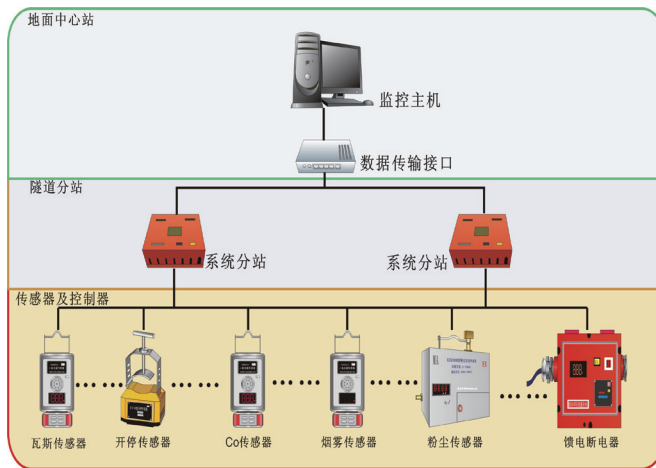 地面中心站
监控主机
数据传输接口
隧道分站
系统分站
系统分站
传感器及控制器
瓦斯传感器
开停传感器
Co传感器
烟雾传感器
粉尘传感器
馈电断电器